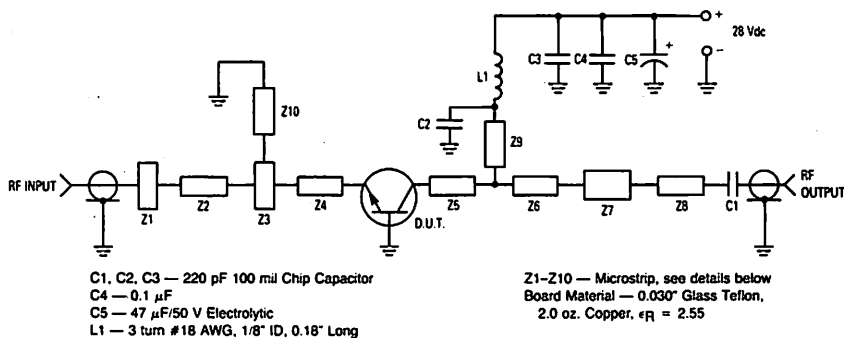 +
28 Vdc
-
L1
C3
C4
C5
+
Z10
C2
Z9
RF INPUT
Z1
Z2
Z3
Z4
D.U.T.
Z5
Z6
Z7
Z8
C1
RF
OUTPUT
C1, C2, C3 — 220 pF 100 mil Chip Capacitor
C4 — 0.1 μF
C5 — 47 μF/50 V Electrolytic
L1 — 3 turn #18 AWG, 1/8" ID, 0.18" Long
Z1–Z10 — Microstrip, see details below
Board Material — 0.030" Glass Teflon,
2.0 oz. Copper, εR = 2.55